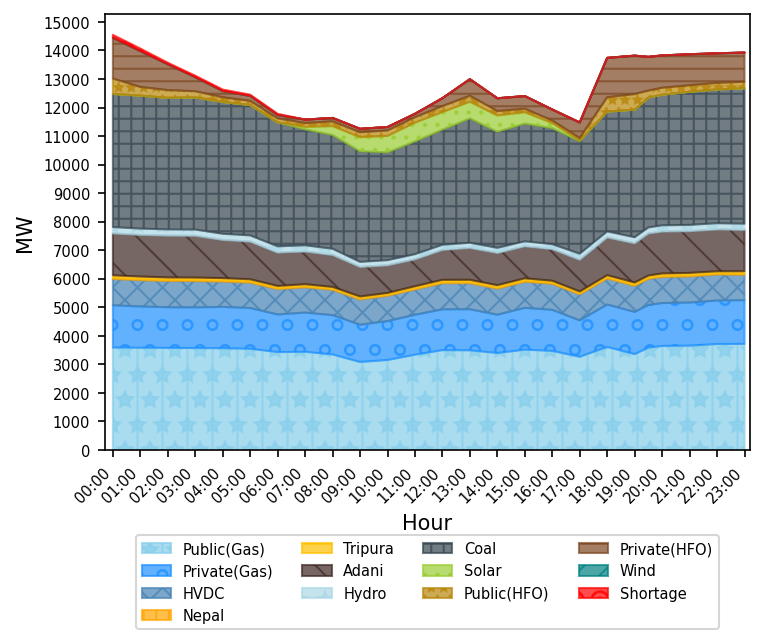 15000
14000
13000
12000
11000
10000
9000
8000
7000
6000
5000
4000
3000
2000
1000
0
MW
00:00 01:00 02:00 03:00 04:00 05:00 06:00 07:00 08:00 09:00 10:00 11:00 12:00 13:00 14:00 15:00 16:00 17:00 18:00 19:00 20:00 21:00 22:00 23:00
Hour
Public(Gas) Tripura Coal Private(HFO)
Private(Gas) Adani Solar Wind
HVDC Hydro Public(HFO) Shortage
Nepal